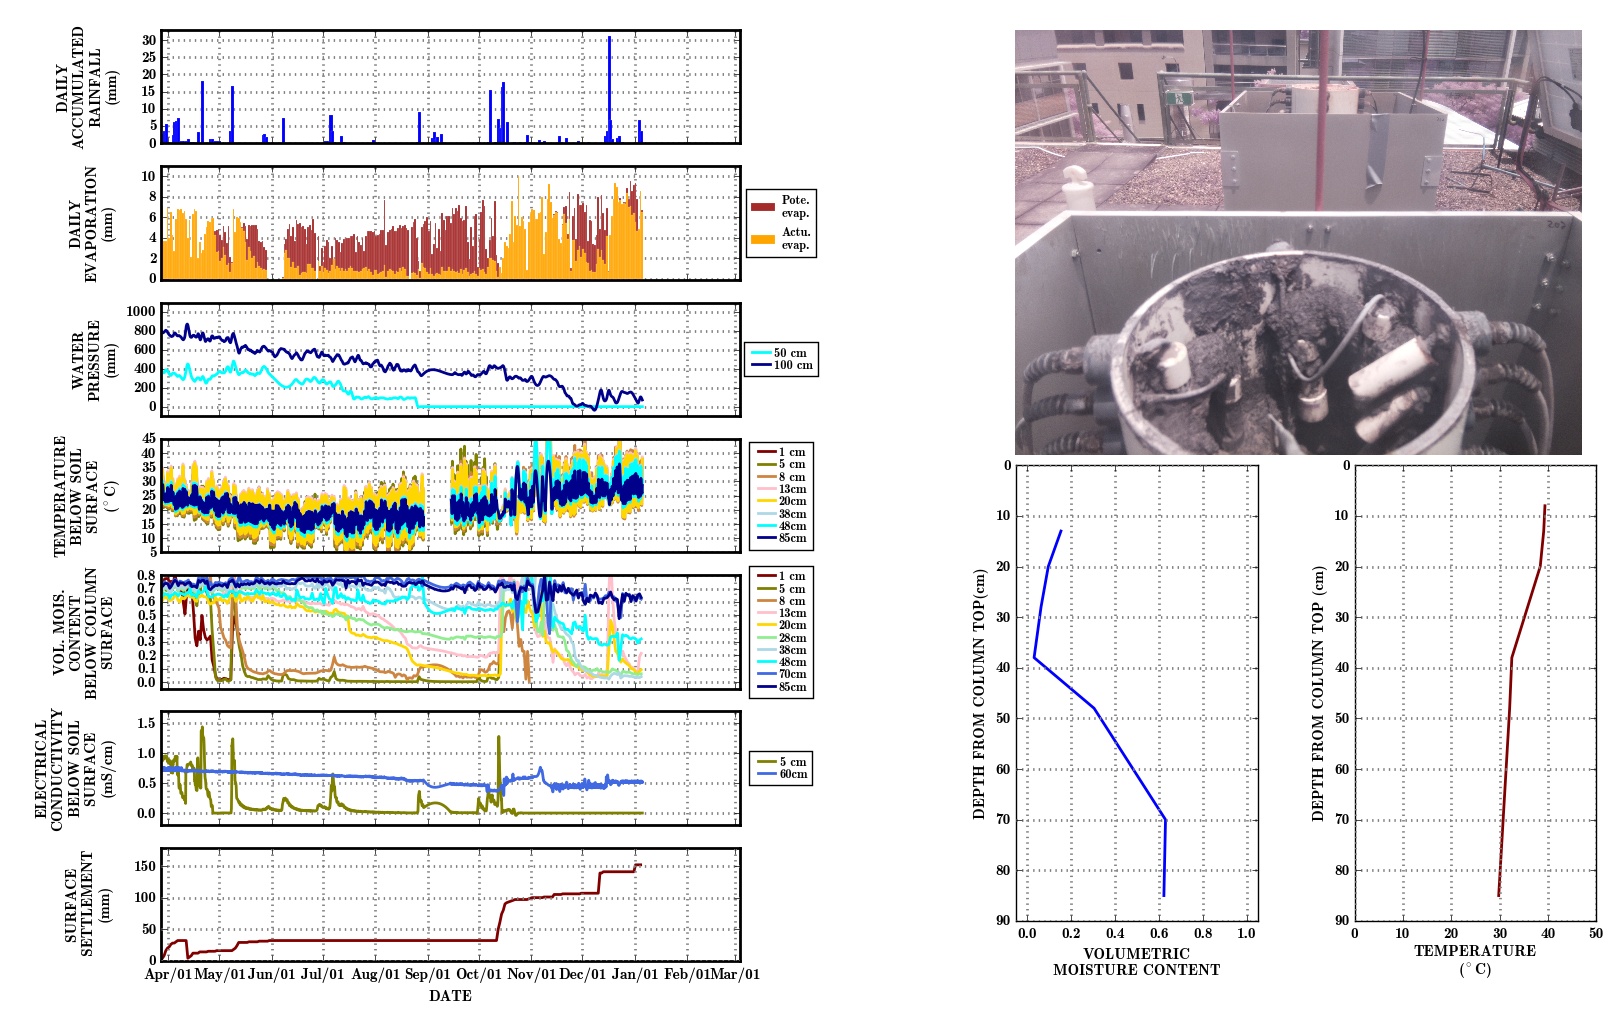 DAILY
ACCUMULATED
RAINFALL
(mm)
30
25
20
15
10
5
0
DAILY
EVAPORATION
(mm)
10
8
6
4
2
0
Pote.
evap.
Actu.
evap.
WATER
PRESSURE
(mm)
1000
800
600
400
200
0
50 cm
100 cm
TEMPERATURE
BELOW SOIL
SURFACE
(°C)
45
40
35
30
25
20
15
10
5
1 cm
5 cm
8 cm
13cm
20cm
38cm
48cm
85cm
VOL. MOIS.
CONTENT
BELOW COLUMN
SURFACE
0.8
0.7
0.6
0.5
0.4
0.3
0.2
0.1
0.0
1 cm
5 cm
8 cm
13cm
20cm
28cm
38cm
48cm
70cm
85cm
ELECTRICAL
CONDUCTIVITY
BELOW SOIL
SURFACE
(mS/cm)
1.5
1.0
0.5
0.0
5 cm
60cm
SURFACE
SETTLEMENT
(mm)
150
100
50
0
Apr/01 May/01 Jun/01 Jul/01 Aug/01 Sep/01 Oct/01 Nov/01 Dec/01 Jan/01 Feb/01 Mar/01
DATE
DEPTH FROM COLUMN TOP(cm)
0
10
20
30
40
50
60
70
80
90
0.0 0.2 0.4 0.6 0.8 1.0
VOLUMETRIC
MOISTURE CONTENT
DEPTH FROM COLUMN TOP (cm)
0
10
20
30
40
50
60
70
80
90
0 10 20 30 40 50
TEMPERATURE
(°C)